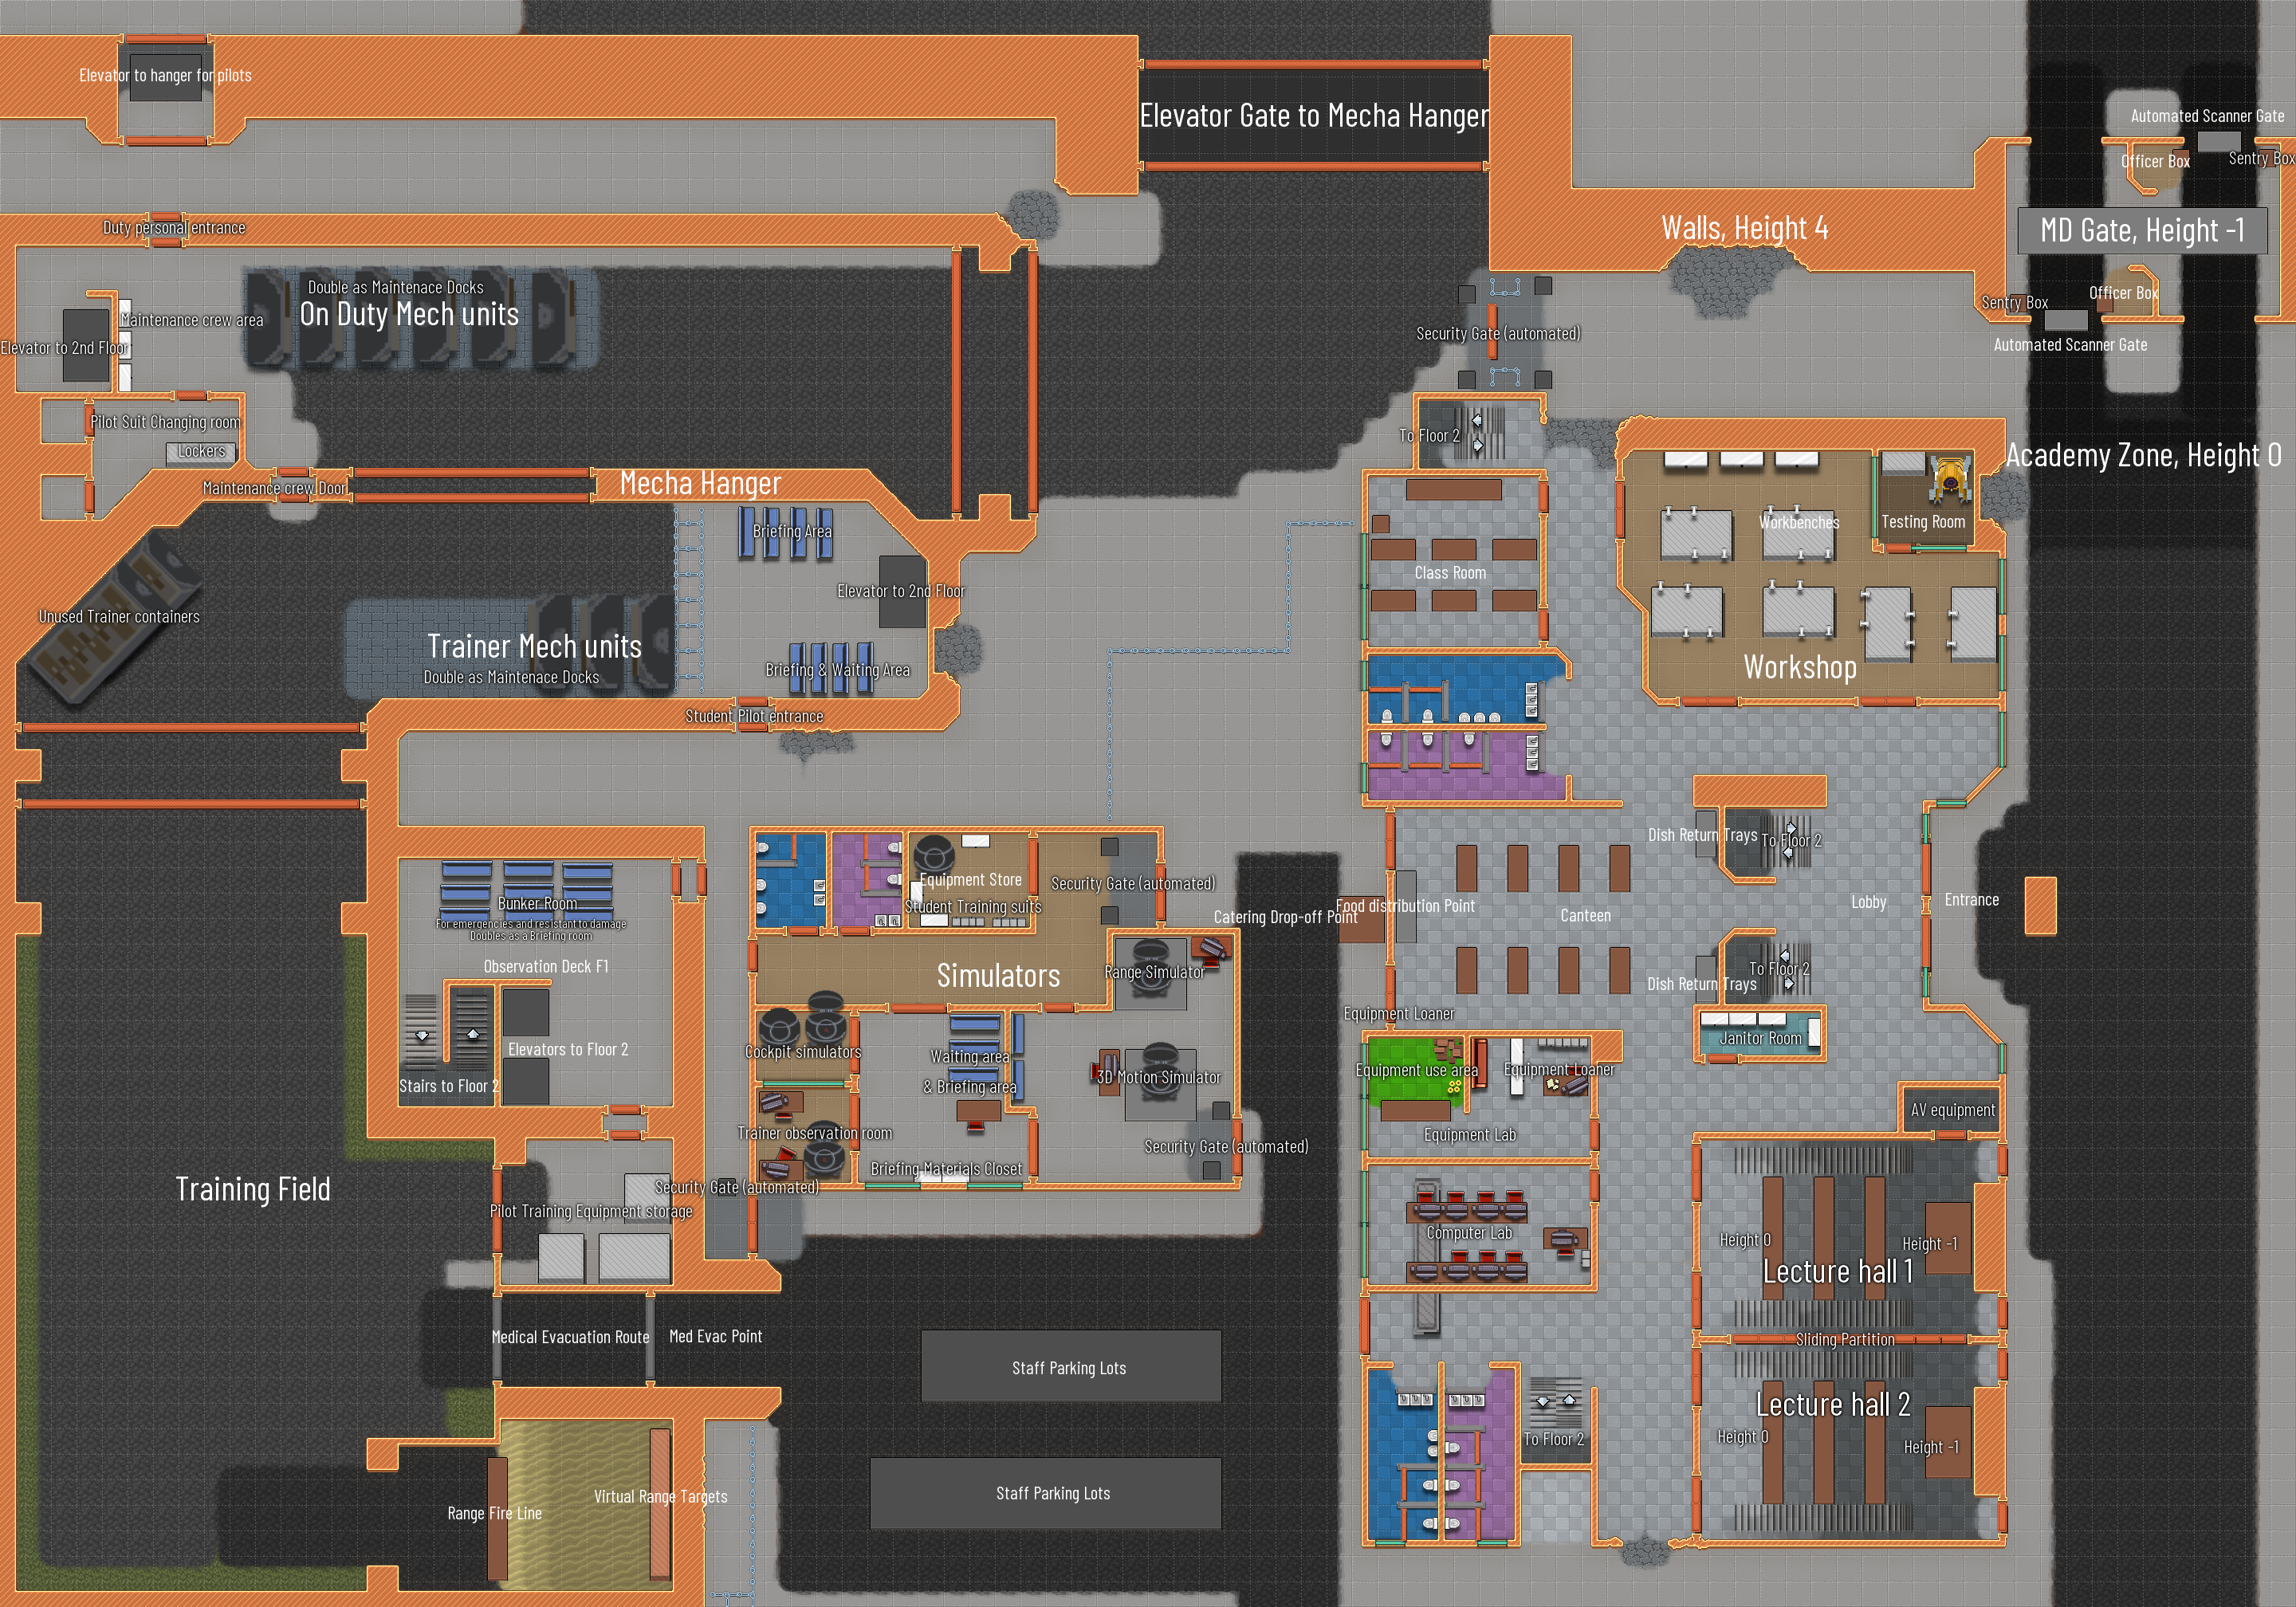 Elevator to hanger for pilots
Elevator Gate to Mecha Hanger
Automated Scanner Gate
Officer Box
Sentry Box
Duty personal entrance
Walls, Height 4
MD Gate, Height -1
Double as Maintenace Docks
On Duty Mech units
Maintenance crew area
Elevator to 2nd Floor
Officer Box
Sentry Box
Security Gate (automated)
Automated Scanner Gate
Pilot Suit Changing room
Lockers
To Floor 2
Academy Zone, Height 0
Maintenance crew Door
Mecha Hanger
Briefing Area
Workbenches
Testing Room
Class Room
Elevator to 2nd Floor
Unused Trainer containers
Trainer Mech units
Double as Maintenace Docks
Briefing & Waiting Area
Workshop
Student Pilot entrance
Dish Return Trays
To Floor 2
Equipment Store
Security Gate (automated)
Student Training suits
Bunker Room
For emergencies and resistant to damage
Doubles as a Briefing room
Catering Drop-off Point
Food distribution Point
Canteen
Lobby
Entrance
Observation Deck F1
Simulators
Range Simulator
To Floor 2
Dish Return Trays
Equipment Loaner
Janitor Room
Elevators to Floor 2
Cockpit simulators
Waiting area
& Briefing area
3D Motion Simulator
Equipment use area
Equipment Loaner
Stairs to Floor 2
AV equipment
Trainer observation room
Equipment Lab
Security Gate (automated)
Briefing Materials Closet
Training Field
Security Gate (automated)
Pilot Training Equipment storage
Computer Lab
Height 0
Height -1
Lecture hall 1
Medical Evacuation Route
Med Evac Point
Sliding Partition
Staff Parking Lots
Lecture hall 2
Height 0
Height -1
To Floor 2
Staff Parking Lots
Virtual Range Targets
Range Fire Line